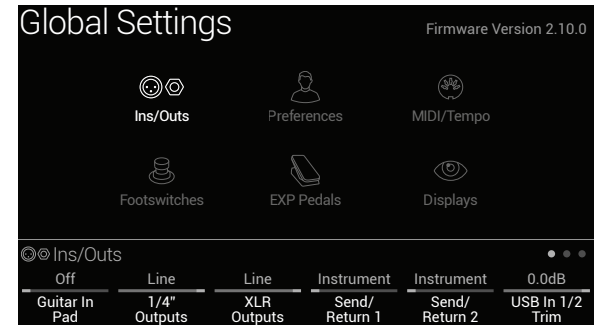 Global Settings
Firmware Version 2.10.0
Ins/Outs
Preferences
MIDI/Tempo
Footswitches
EXP Pedals
Displays
Ins/Outs
Off
Line
Line
Instrument
Instrument
0.0dB
Guitar In
Pad
1/4"
Outputs
XLR
Outputs
Send/
Return 1
Send/
Return 2
USB In 1/2
Trim